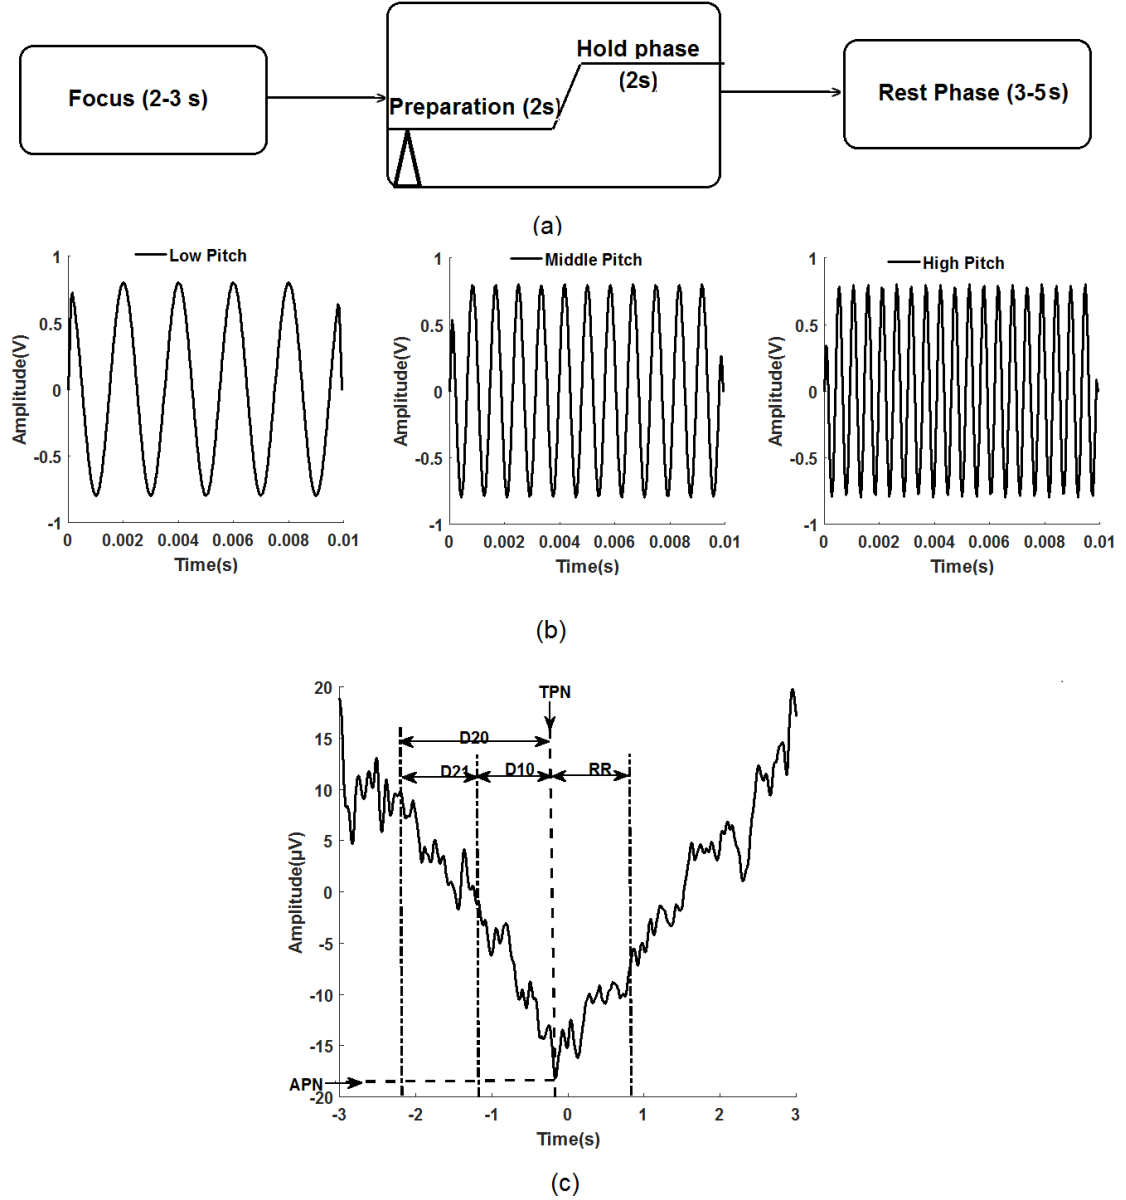 Focus (2-3 s)
Preparation (2s)
Hold phase
(2s)
Rest Phase (3-5s)
(a)
Low Pitch
1
0.5
0
-0.5
-1
Amplitude(V)
0 0.002 0.004 0.006 0.008 0.01
Time(s)
Middle Pitch
1
0.5
0
-0.5
-1
Amplitude(V)
0 0.002 0.004 0.006 0.008 0.01
Time(s)
High Pitch
1
0.5
0
-0.5
-1
Amplitude(V)
0 0.002 0.004 0.006 0.008 0.01
Time(s)
(b)
TPN
D20
D21 D10 RR
20
15
10
5
0
-5
-10
-15
-20
Amplitude(µV)
APN
-3 -2 -1 0 1 2 3
Time(s)
(c)